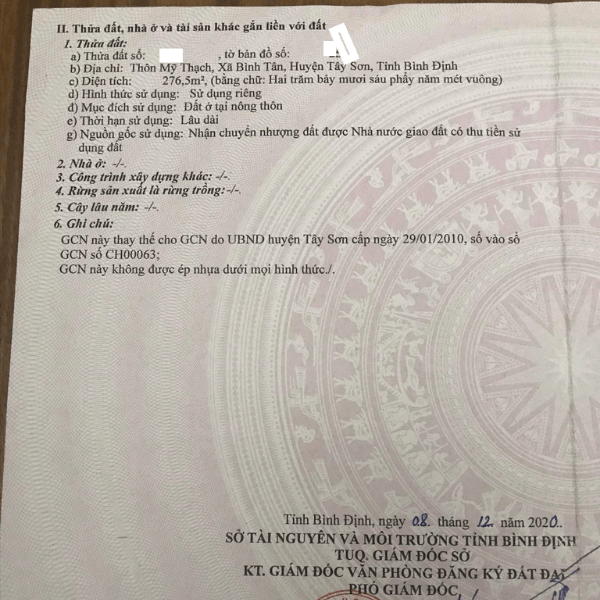 II. Thửa đất, nhà ở và tài sản khác gắn liền với đất
1. Thửa đất:
a) Thửa đất số: , tờ bản đồ số:
b) Địa chỉ: Thôn Mỹ Thạch, Xã Bình Tân, Huyện Tây Sơn, Tỉnh Bình Định
c) Diện tích: 276,5m², (bằng chữ: Hai trăm bảy mươi sáu phẩy năm mét vuông)
d) Hình thức sử dụng: Sử dụng riêng
đ) Mục đích sử dụng: Đất ở tại nông thôn
e) Thời hạn sử dụng: Lâu dài
g) Nguồn gốc sử dụng: Nhận chuyển nhượng đất được Nhà nước giao đất có thu tiền sử
dụng đất
2. Nhà ở: -/-.
3. Công trình xây dựng khác: -/-.
4. Rừng sản xuất là rừng trồng:-/-.
5. Cây lâu năm: -/-.
6. Ghi chú:
GCN này thay thế cho GCN do UBND huyện Tây Sơn cấp ngày 29/01/2010, số vào sổ
GCN số CH00063;
GCN này không được ép nhựa dưới mọi hình thức./.
Tỉnh Bình Định, ngày 08 tháng 12 năm 2020.
SỞ TÀI NGUYÊN VÀ MÔI TRƯỜNG TỈNH BÌNH ĐỊNH
TUQ. GIÁM ĐỐC SỞ
KT. GIÁM ĐỐC VĂN PHÒNG ĐĂNG KÝ ĐẤT ĐAI
PHÓ GIÁM ĐỐC